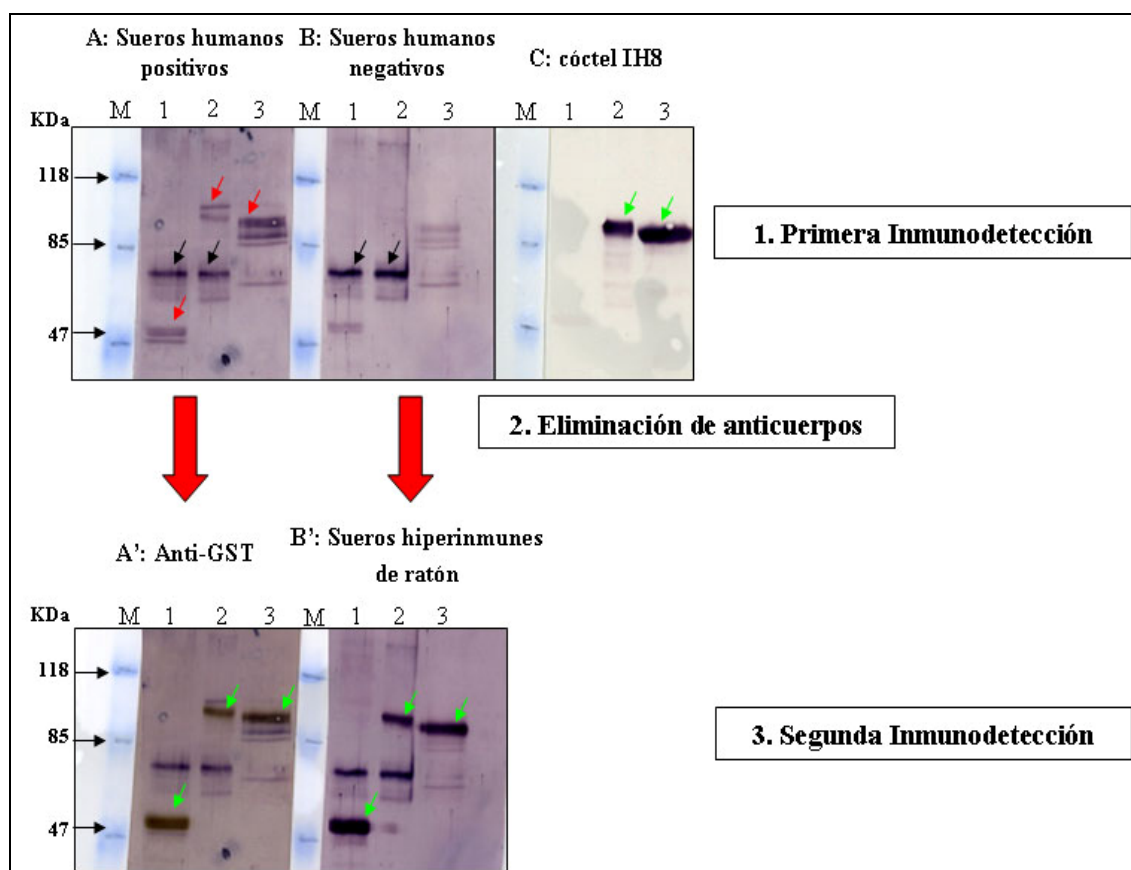 A: Sueros humanos
positivos
B: Sueros humanos
negativos
C: cóctel IH8
KDa
M 1 2 3
M 1 2 3
M 1 2 3
118
85
47
1. Primera Inmunodetección
2. Eliminación de anticuerpos
A’: Anti-GST
B’: Sueros hiperinmunes
de ratón
KDa
M 1 2 3
M 1 2 3
118
85
47
3. Segunda Inmunodetección